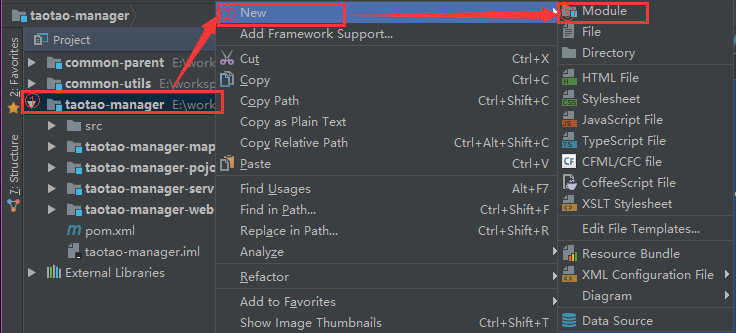 taotao-manager
2: Favorites
7: Structure
Project
common-parent E:\work
common-utils E:\worksp
taotao-manager E:\work
src
taotao-manager-map
taotao-manager-pojo
taotao-manager-serv
taotao-manager-web
pom.xml
taotao-manager.iml
External Libraries
New
Add Framework Support...
Cut Ctrl+X
Copy Ctrl+C
Copy Path Ctrl+Shift+C
Copy as Plain Text
Copy Relative Path Ctrl+Alt+Shift+C
Paste Ctrl+V
Find Usages Alt+F7
Find in Path... Ctrl+Shift+F
Replace in Path... Ctrl+Shift+R
Analyze
Refactor
Add to Favorites
Show Image Thumbnails Ctrl+Shift+T
Module
File
Directory
HTML File
Stylesheet
JavaScript File
TypeScript File
CFML/CFC file
CoffeeScript File
XSLT Stylesheet
Edit File Templates...
Resource Bundle
XML Configuration File
Diagram
Data Source